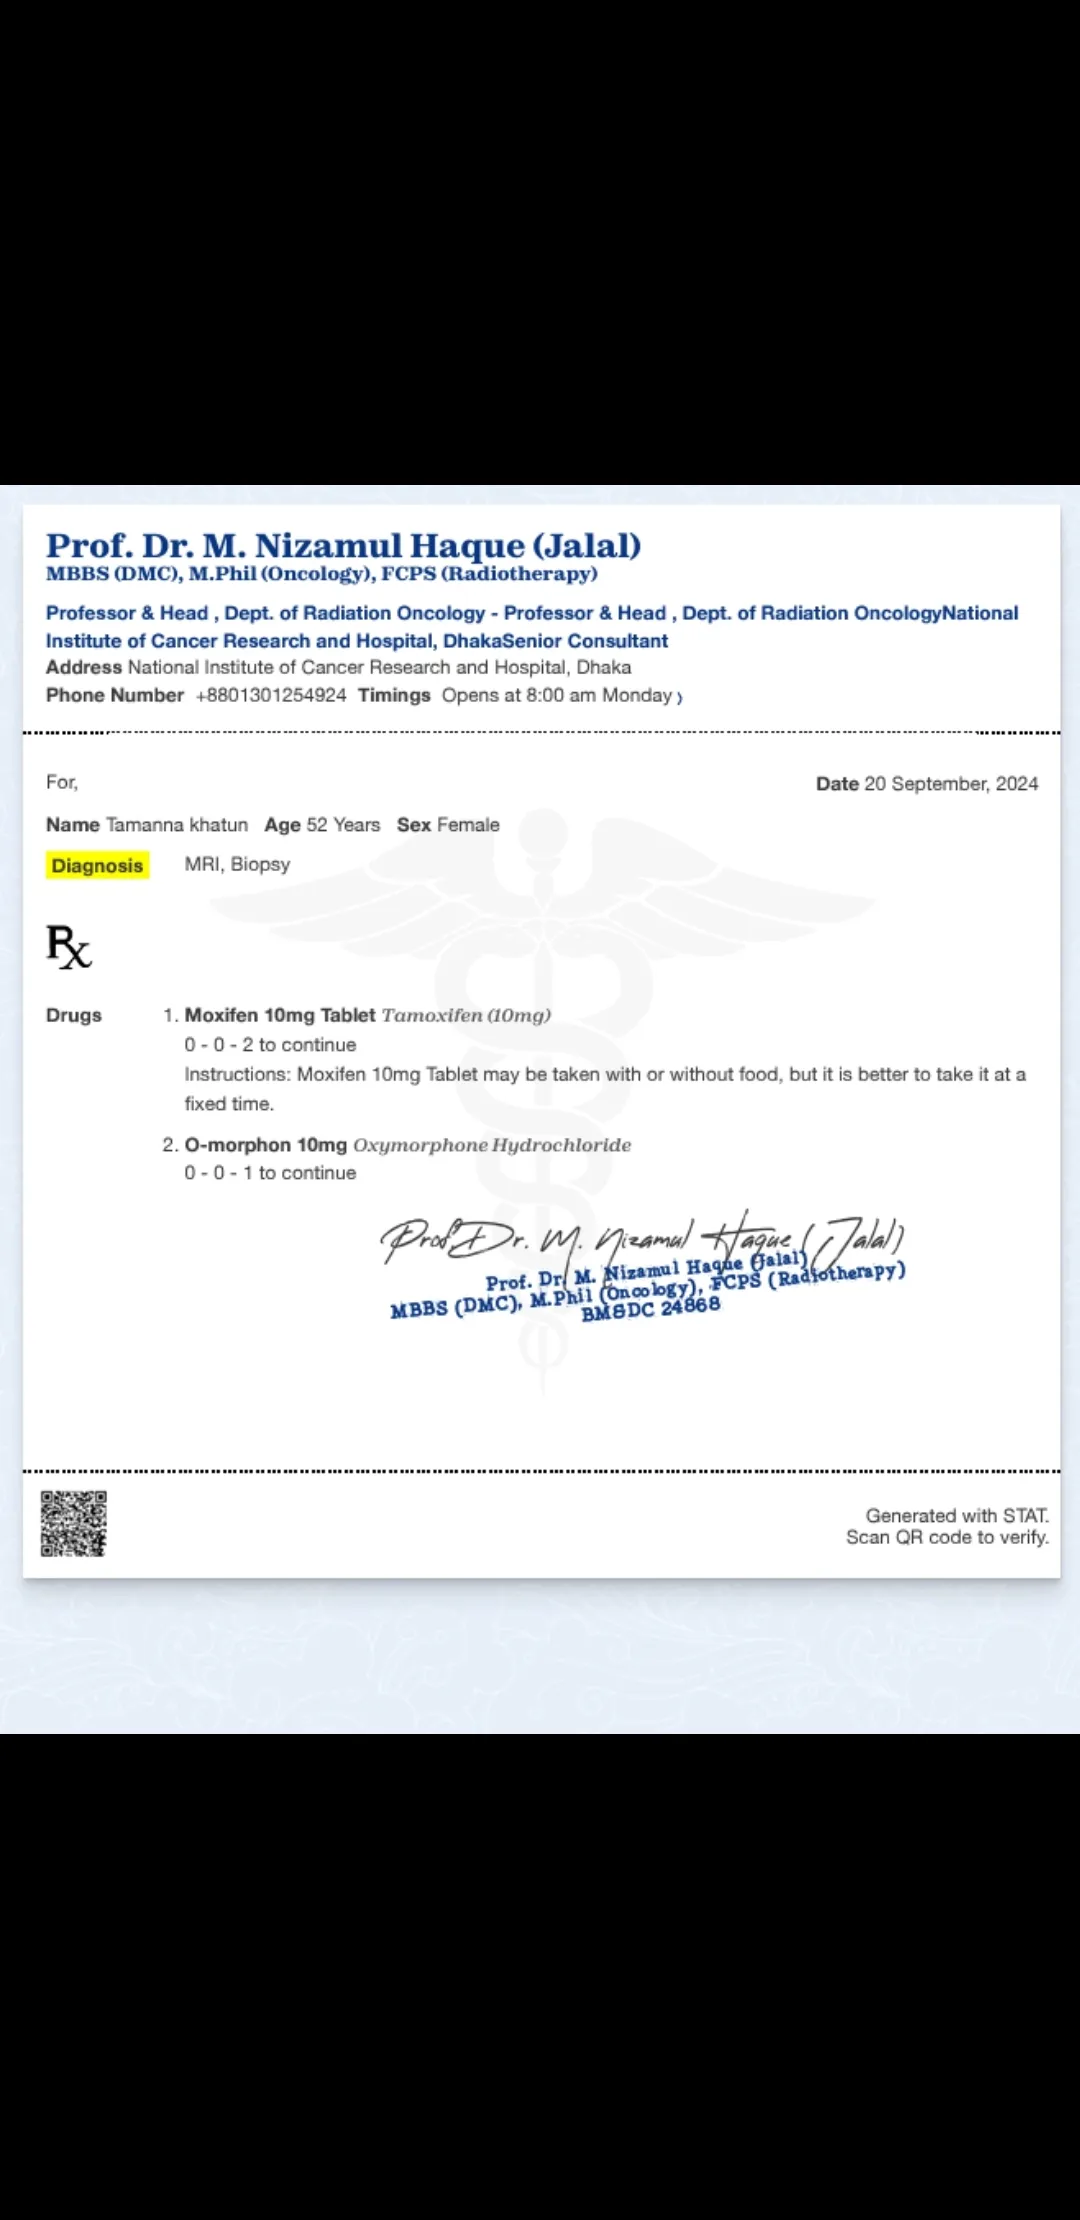 Prof. Dr. M. Nizamul Haque (Jalal)
MBBS (DMC), M.Phil (Oncology), FCPS (Radiotherapy)
Professor & Head , Dept. of Radiation Oncology - Professor & Head , Dept. of Radiation OncologyNational
Institute of Cancer Research and Hospital, DhakaSenior Consultant
Address National Institute of Cancer Research and Hospital, Dhaka
Phone Number +8801301254924 Timings Opens at 8:00 am Monday )
For,
Date 20 September, 2024
Name Tamanna khatun Age 52 Years Sex Female
Diagnosis MRI, Biopsy
Rx
Drugs 1. Moxifen 10mg Tablet Tamoxifen (10mg)
0 - 0 - 2 to continue
Instructions: Moxifen 10mg Tablet may be taken with or without food, but it is better to take it at a
fixed time.
2. O-morphon 10mg Oxymorphone Hydrochloride
0 - 0 - 1 to continue
Prof Dr. M. Nizamul Haque (Jalal)
Prof. Dr. M. Nizamul Haque (Jalal)
MBBS (DMC), M.Phil (Oncology), FCPS (Radiotherapy)
BM&DC 24868
Generated with STAT.
Scan QR code to verify.